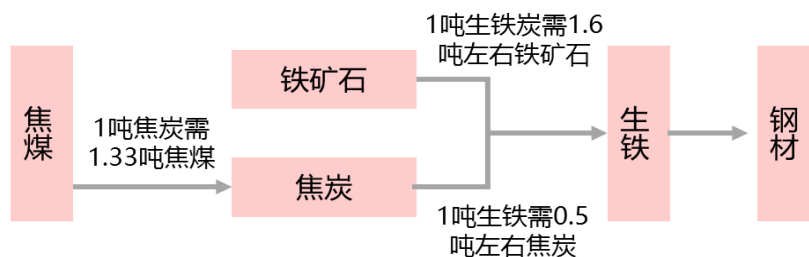 焦
煤
1吨焦炭需
1.33吨焦煤
铁矿石
焦炭
1吨生铁炭需1.6
吨左右铁矿石
1吨生铁需0.5
吨左右焦炭
生
铁
钢
材